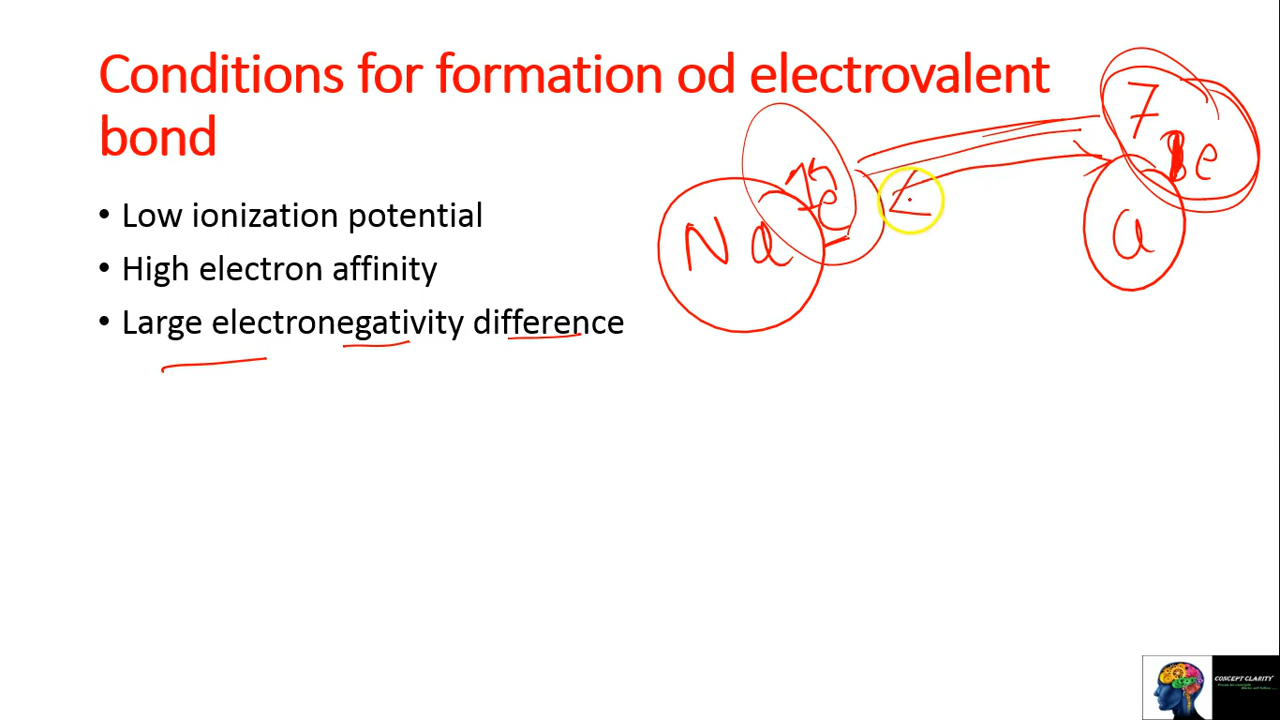 Conditions for formation od electrovalent
bond
• Low ionization potential
• High electron affinity
• Large electronegativity difference
7
e
Na
e
CONCEPT CLARITY